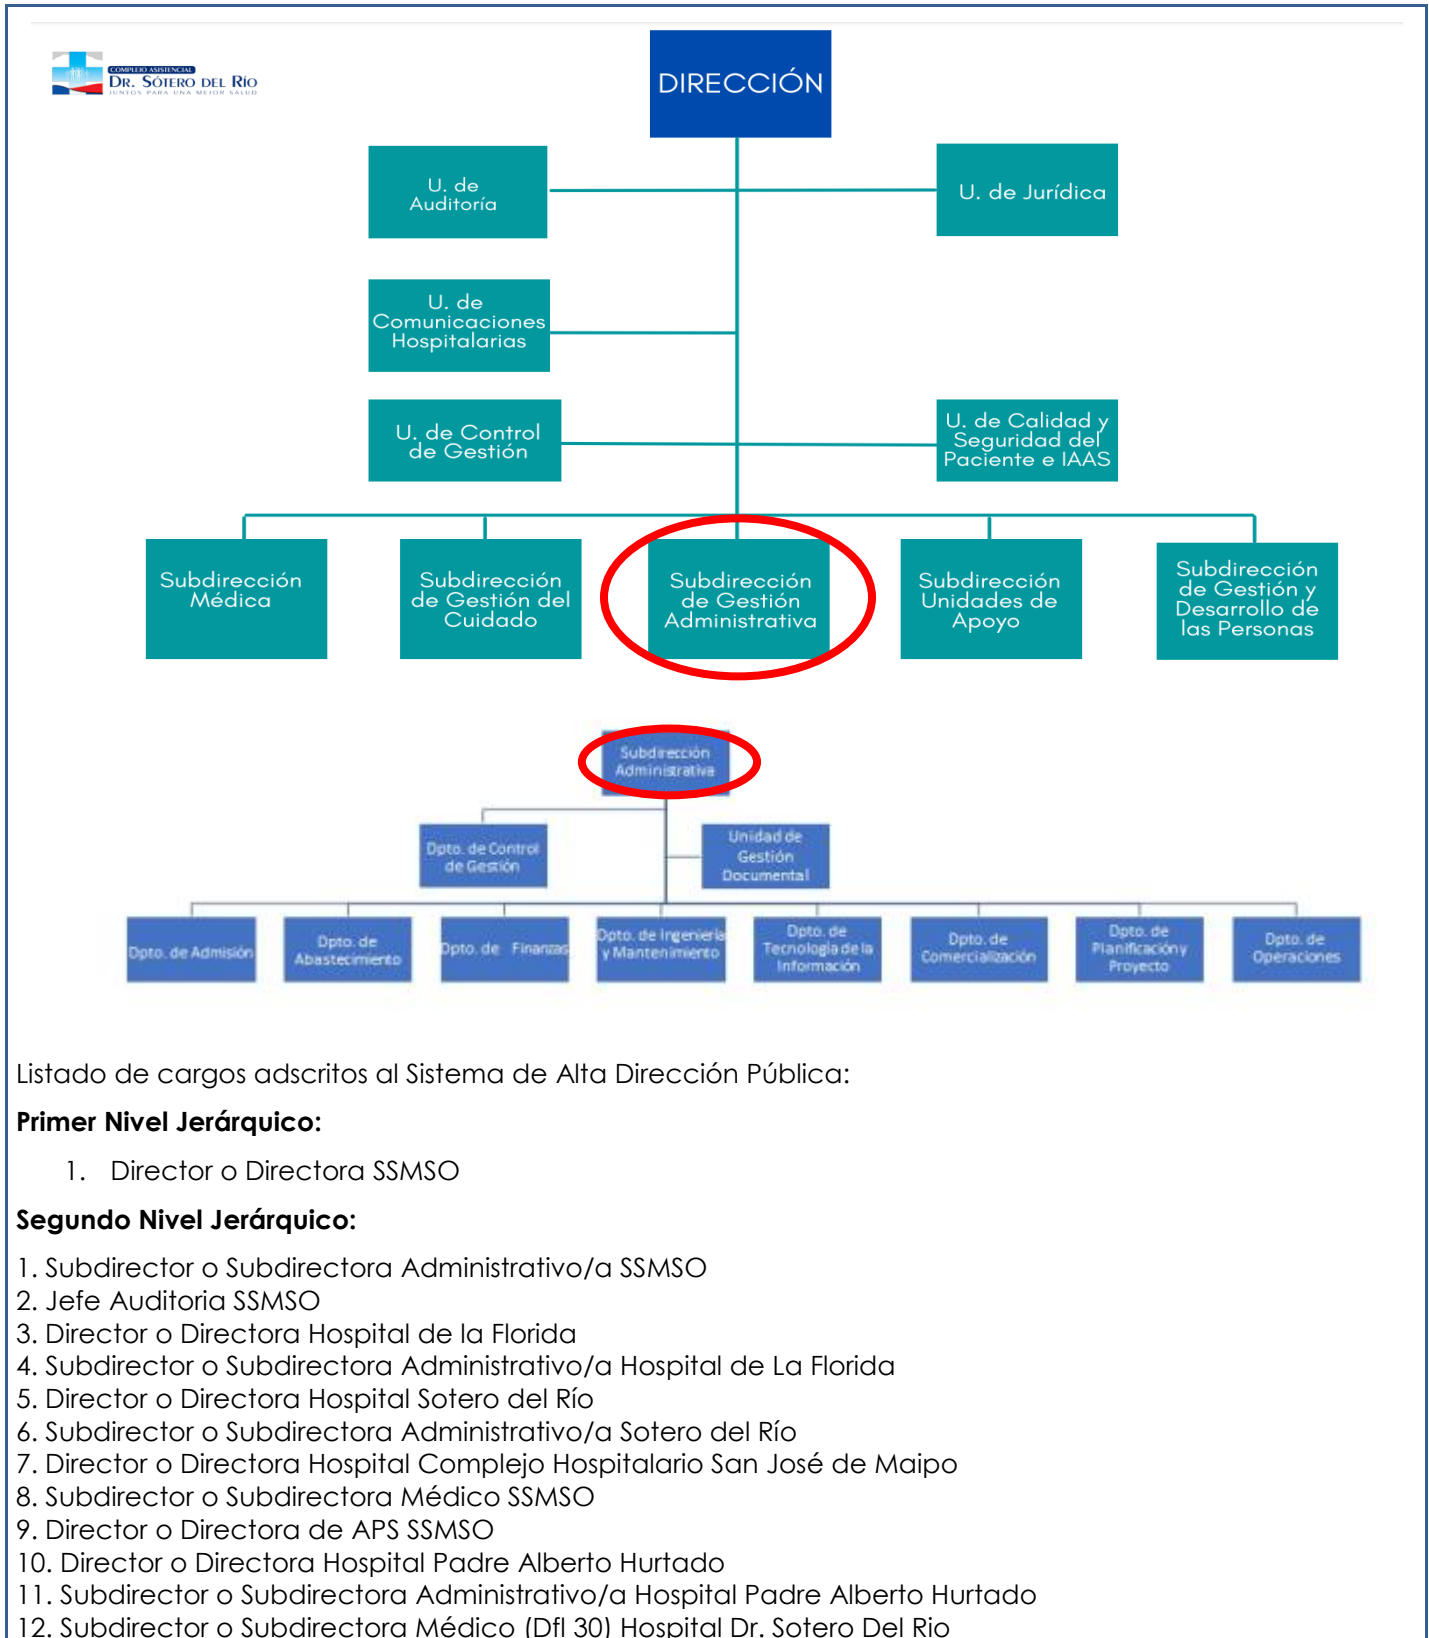 COMPLEJO ASISTENCIAL
DR. SÓTERO DEL RÍO
JUNTOS PARA UNA MEJOR SALUD
DIRECCIÓN
U. de
Auditoría
U. de Jurídica
U. de
Comunicaciones
Hospitalarias
U. de Control
de Gestión
U. de Calidad y
Seguridad del
Paciente e IAAS
Subdirección
Médica
Subdirección
de Gestión del
Cuidado
Subdirección
de Gestión
Administrativa
Subdirección
Unidades de
Apoyo
Subdirección
de Gestión y
Desarrollo de
las Personas
Subdirección
Administrativa
Dpto. de Control
de Gestión
Unidad de
Gestión
Documental
Dpto. de Admisión
Dpto. de
Abastecimiento
Dpto. de Finanzas
Dpto. de Ingeniería
y Mantenimiento
Dpto. de
Tecnología de la
Información
Dpto. de
Comercialización
Dpto. de
Planificación y
Proyecto
Dpto. de
Operaciones
Listado de cargos adscritos al Sistema de Alta Dirección Pública:
Primer Nivel Jerárquico:
1. Director o Directora SSMSO
Segundo Nivel Jerárquico:
1. Subdirector o Subdirectora Administrativo/a SSMSO
2. Jefe Auditoria SSMSO
3. Director o Directora Hospital de la Florida
4. Subdirector o Subdirectora Administrativo/a Hospital de La Florida
5. Director o Directora Hospital Sotero del Río
6. Subdirector o Subdirectora Administrativo/a Sotero del Río
7. Director o Directora Hospital Complejo Hospitalario San José de Maipo
8. Subdirector o Subdirectora Médico SSMSO
9. Director o Directora de APS SSMSO
10. Director o Directora Hospital Padre Alberto Hurtado
11. Subdirector o Subdirectora Administrativo/a Hospital Padre Alberto Hurtado
12. Subdirector o Subdirectora Médico (Dfl 30) Hospital Dr. Sotero Del Rio